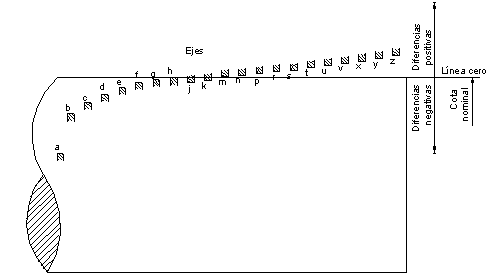 Ejes
Diferencias positivas
Línea cero
Diferencias negativas
Cota nominal
a
b
c
d
e
f
g
h
j
k
m
n
p
r
s
t
u
v
x
y
z